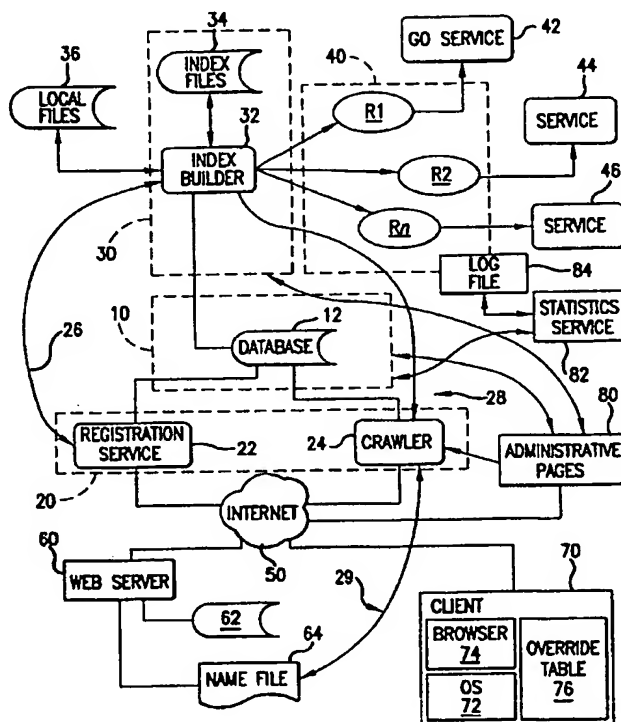 34
GO SERVICE
42
36
40
INDEX
FILES
44
LOCAL
FILES
32
R1
SERVICE
INDEX
BUILDER
R2
46
Rn
SERVICE
30
LOG
FILE
84
10
12
STATISTICS
SERVICE
26
DATABASE
82
28
80
REGISTRATION
SERVICE
22
24
CRAWLER
ADMINISTRATIVE
PAGES
20
INTERNET
60
50
70
WEB SERVER
29
CLIENT
62
64
BROWSER
74
OVERRIDE
TABLE
76
NAME FILE
OS
72